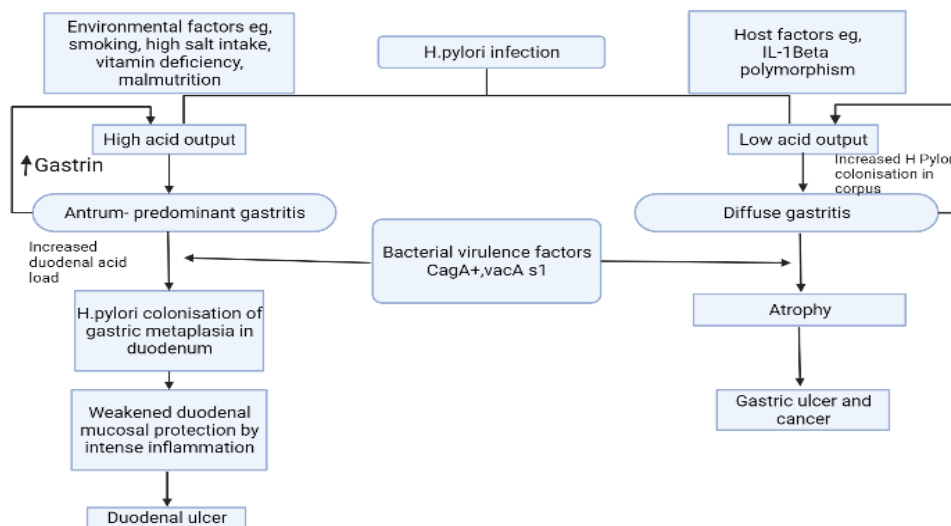 Environmental factors eg,
smoking, high salt intake,
vitamin deficiency,
malmutrition
H.pylori infection
Host factors eg,
IL-1Beta
polymorphism
High acid output
Low acid output
Gastrin
Increased H Pylor
colonisation in
corpus
Antrum- predominant gastritis
Diffuse gastritis
Increased
duodenal acid
load
Bacterial virulence factors
CagA+,vacA s1
H.pylori colonisation of
gastric metaplasia in
duodenum
Atrophy
Weakened duodenal
mucosal protection by
intense inflammation
Gastric ulcer and
cancer
Duodenal ulcer